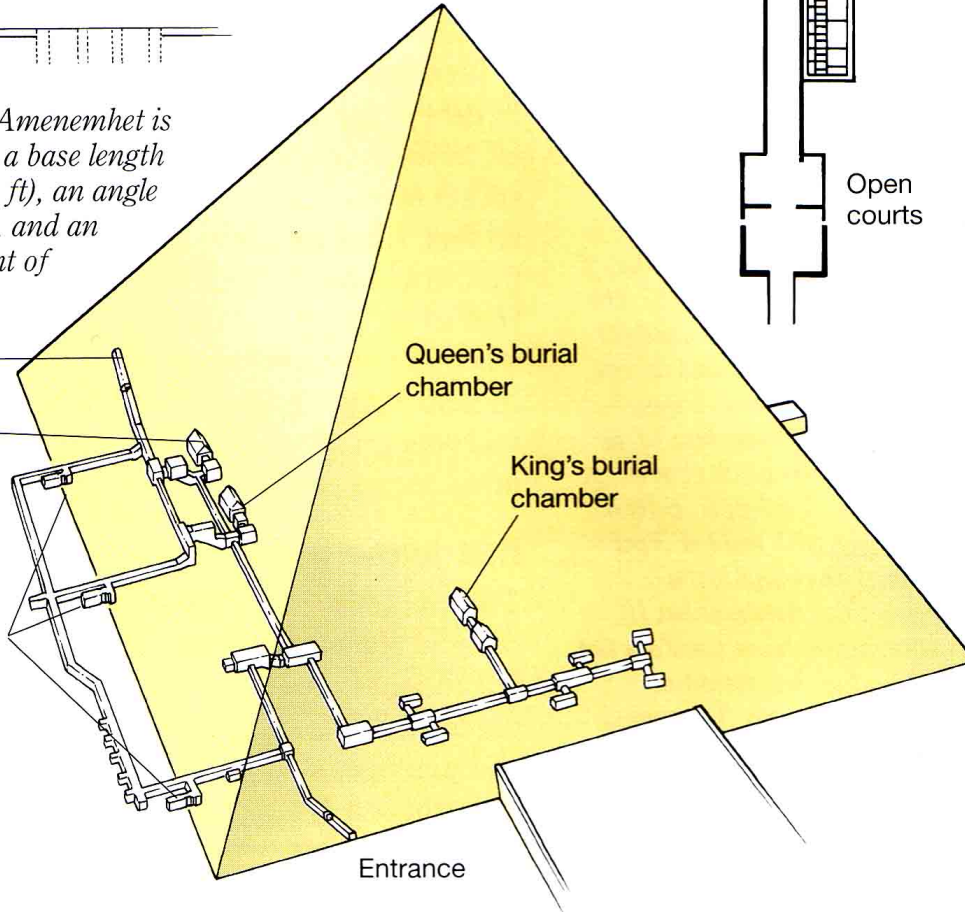 Amenemhet is
a base length
ft), an angle
and an
of
Open
courts
Queen's burial
chamber
King's burial
chamber
Entrance